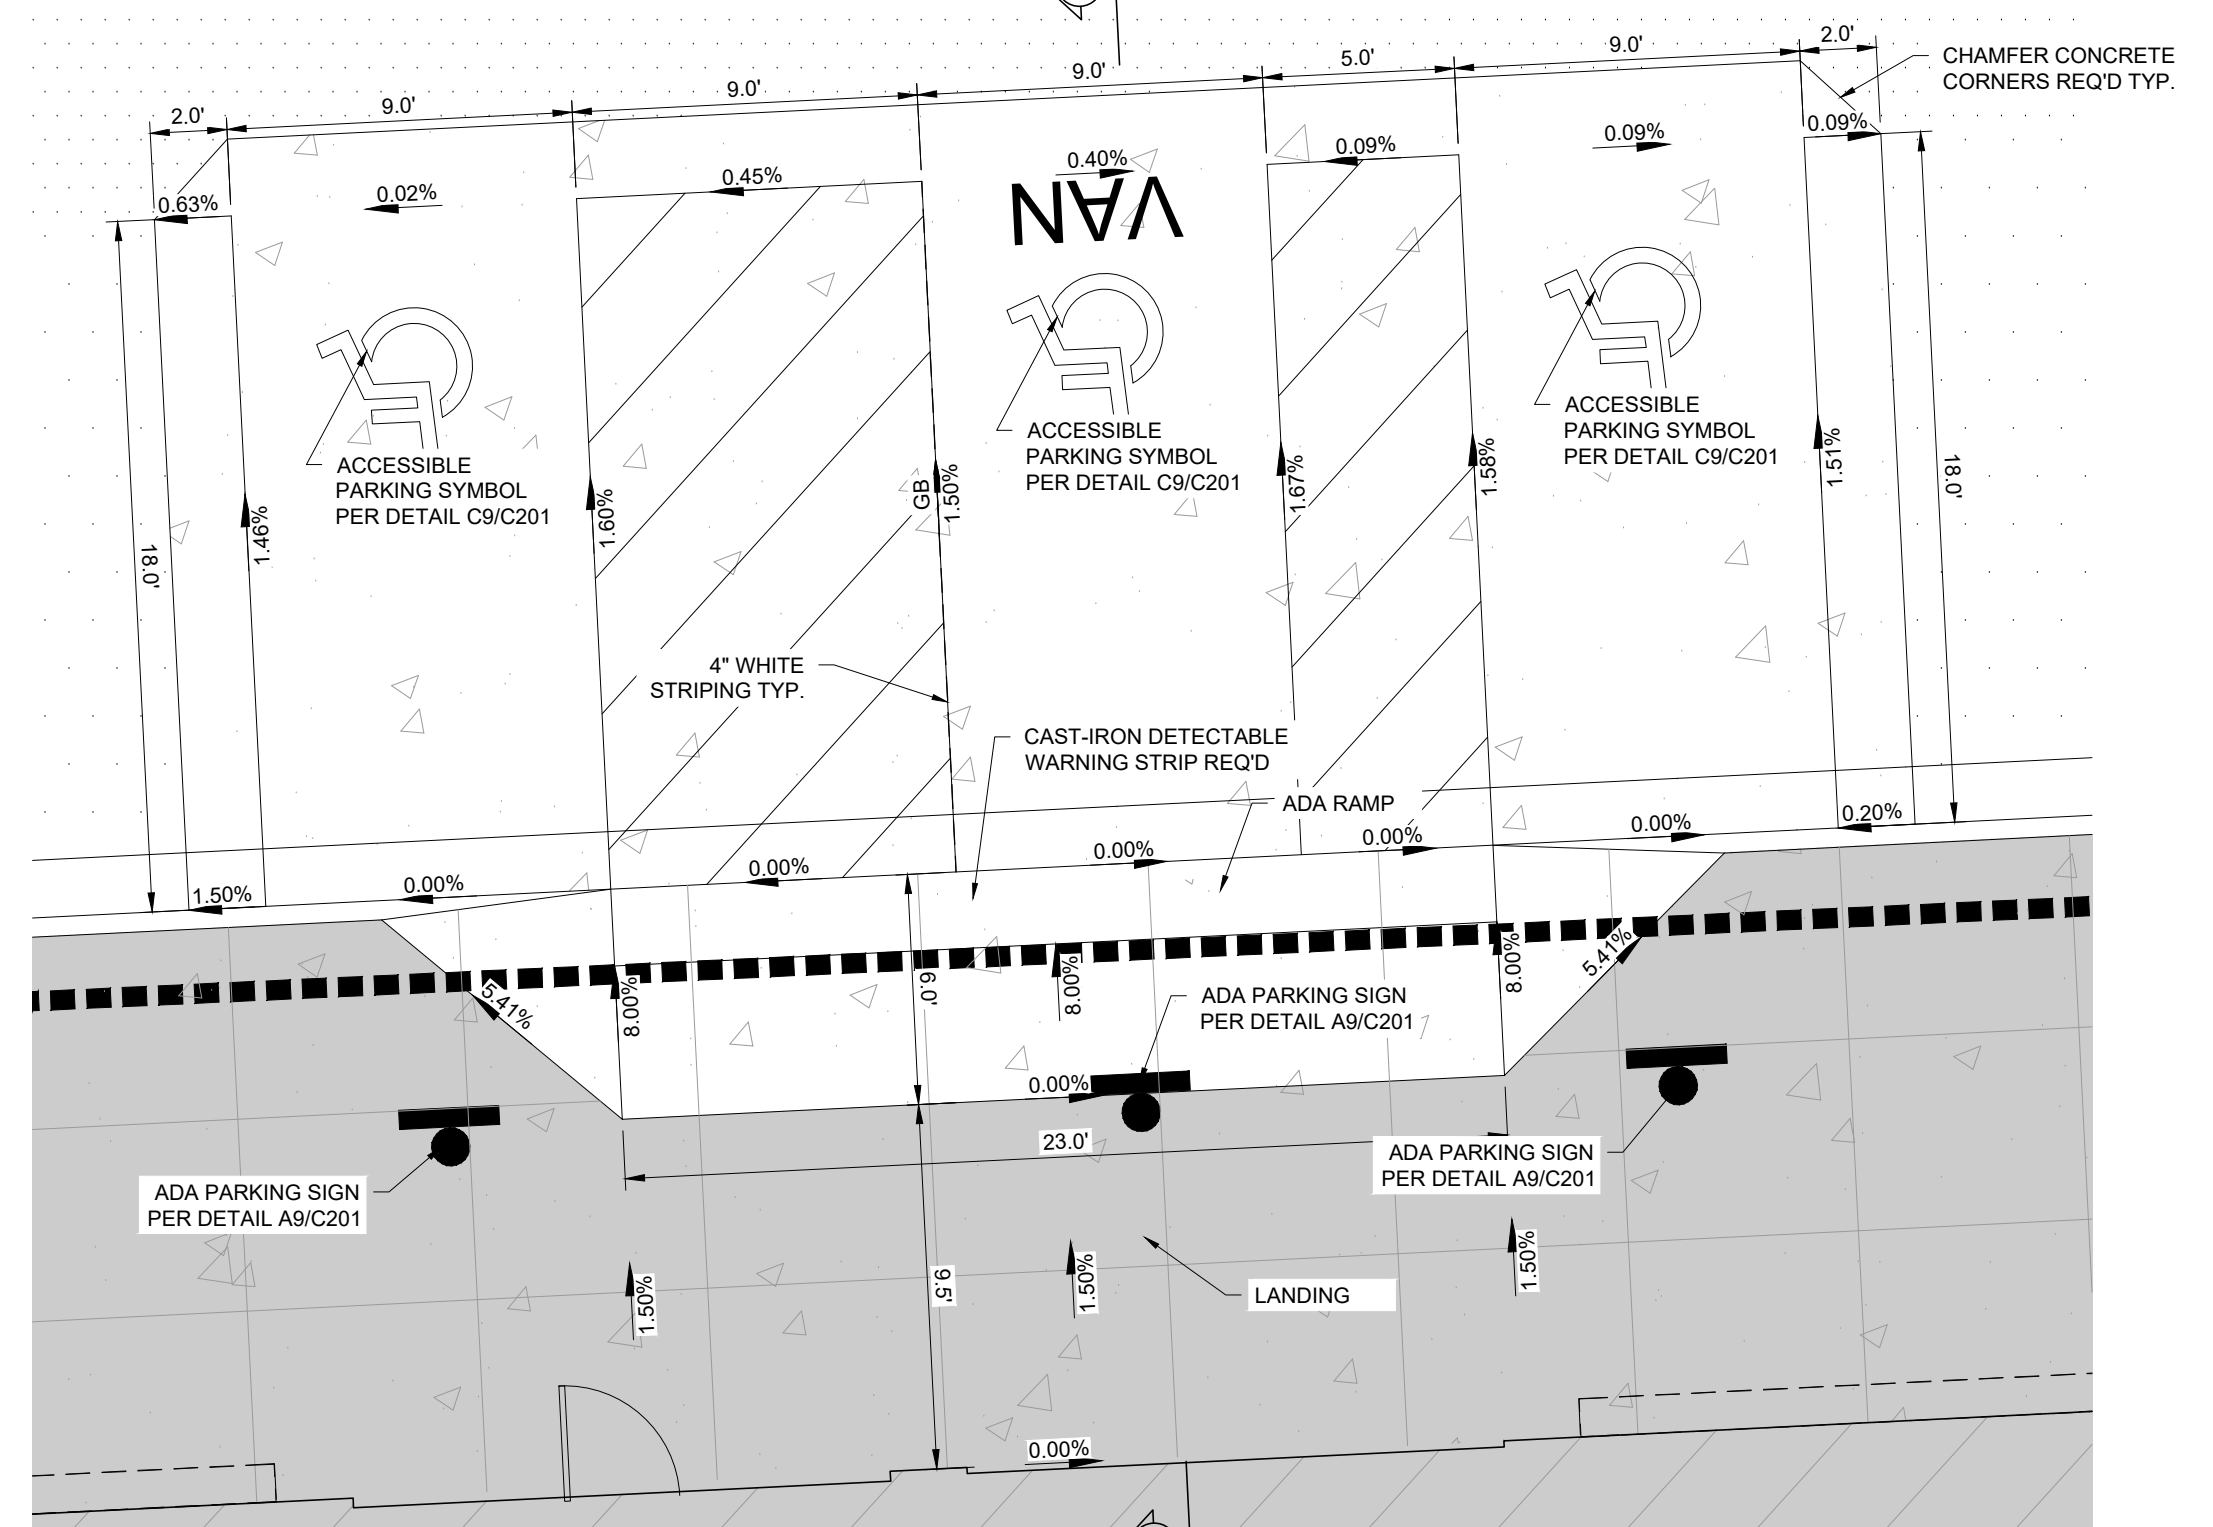 2.0'
9.0'
9.0'
9.0'
5.0'
9.0'
2.0'
CHAMFER CONCRETE
CORNERS REQ'D TYP.
0.63%
0.02%
0.45%
0.40%
0.09%
0.09%
0.09%
VAN
ACCESSIBLE
PARKING SYMBOL
PER DETAIL C9/C201
ACCESSIBLE
PARKING SYMBOL
PER DETAIL C9/C201
ACCESSIBLE
PARKING SYMBOL
PER DETAIL C9/C201
18.0'
1.46%
1.60%
GB
1.50%
1.67%
1.58%
1.51%
18.0'
4" WHITE
STRIPING TYP.
CAST-IRON DETECTABLE
WARNING STRIP REQ'D
ADA RAMP
1.50%
0.00%
0.00%
0.00%
0.00%
0.00%
0.20%
5.41%
8.00%
6.0'
8.00%
8.00%
5.41%
ADA PARKING SIGN
PER DETAIL A9/C201
0.00%
23.0'
ADA PARKING SIGN
PER DETAIL A9/C201
ADA PARKING SIGN
PER DETAIL A9/C201
1.50%
9.5'
1.50%
1.50%
LANDING
0.00%